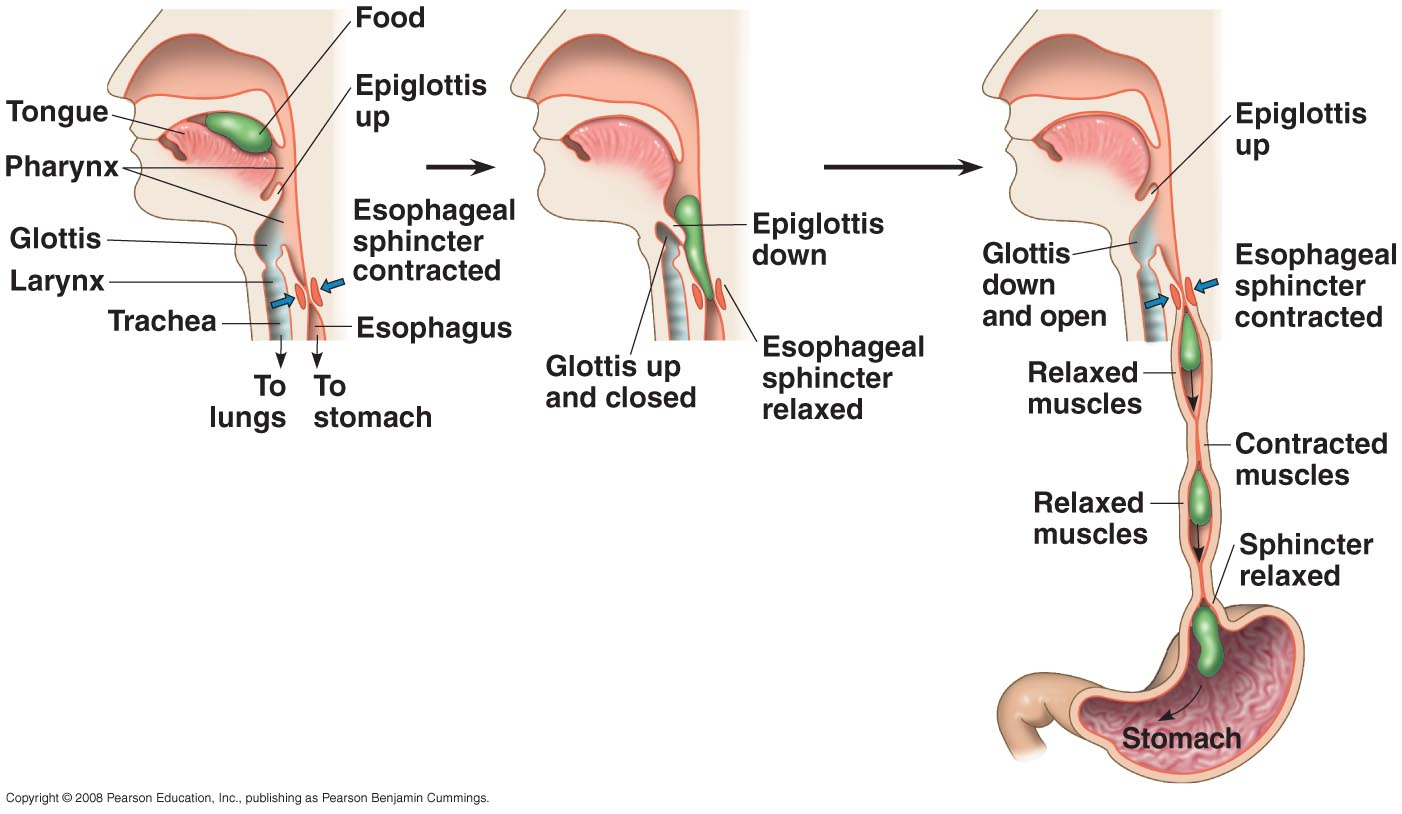 Food
Epiglottis
up
Tongue
Pharynx
Glottis
Larynx
Trachea
Esophageal
sphincter
contracted
Esophagus
To
lungs
To
stomach
Epiglottis
down
Glottis up
and closed
Esophageal
sphincter
relaxed
Epiglottis
up
Glottis
down
and open
Esophageal
sphincter
contracted
Relaxed
muscles
Contracted
muscles
Relaxed
muscles
Sphincter
relaxed
Stomach
Copyright © 2008 Pearson Education, Inc., publishing as Pearson Benjamin Cummings.